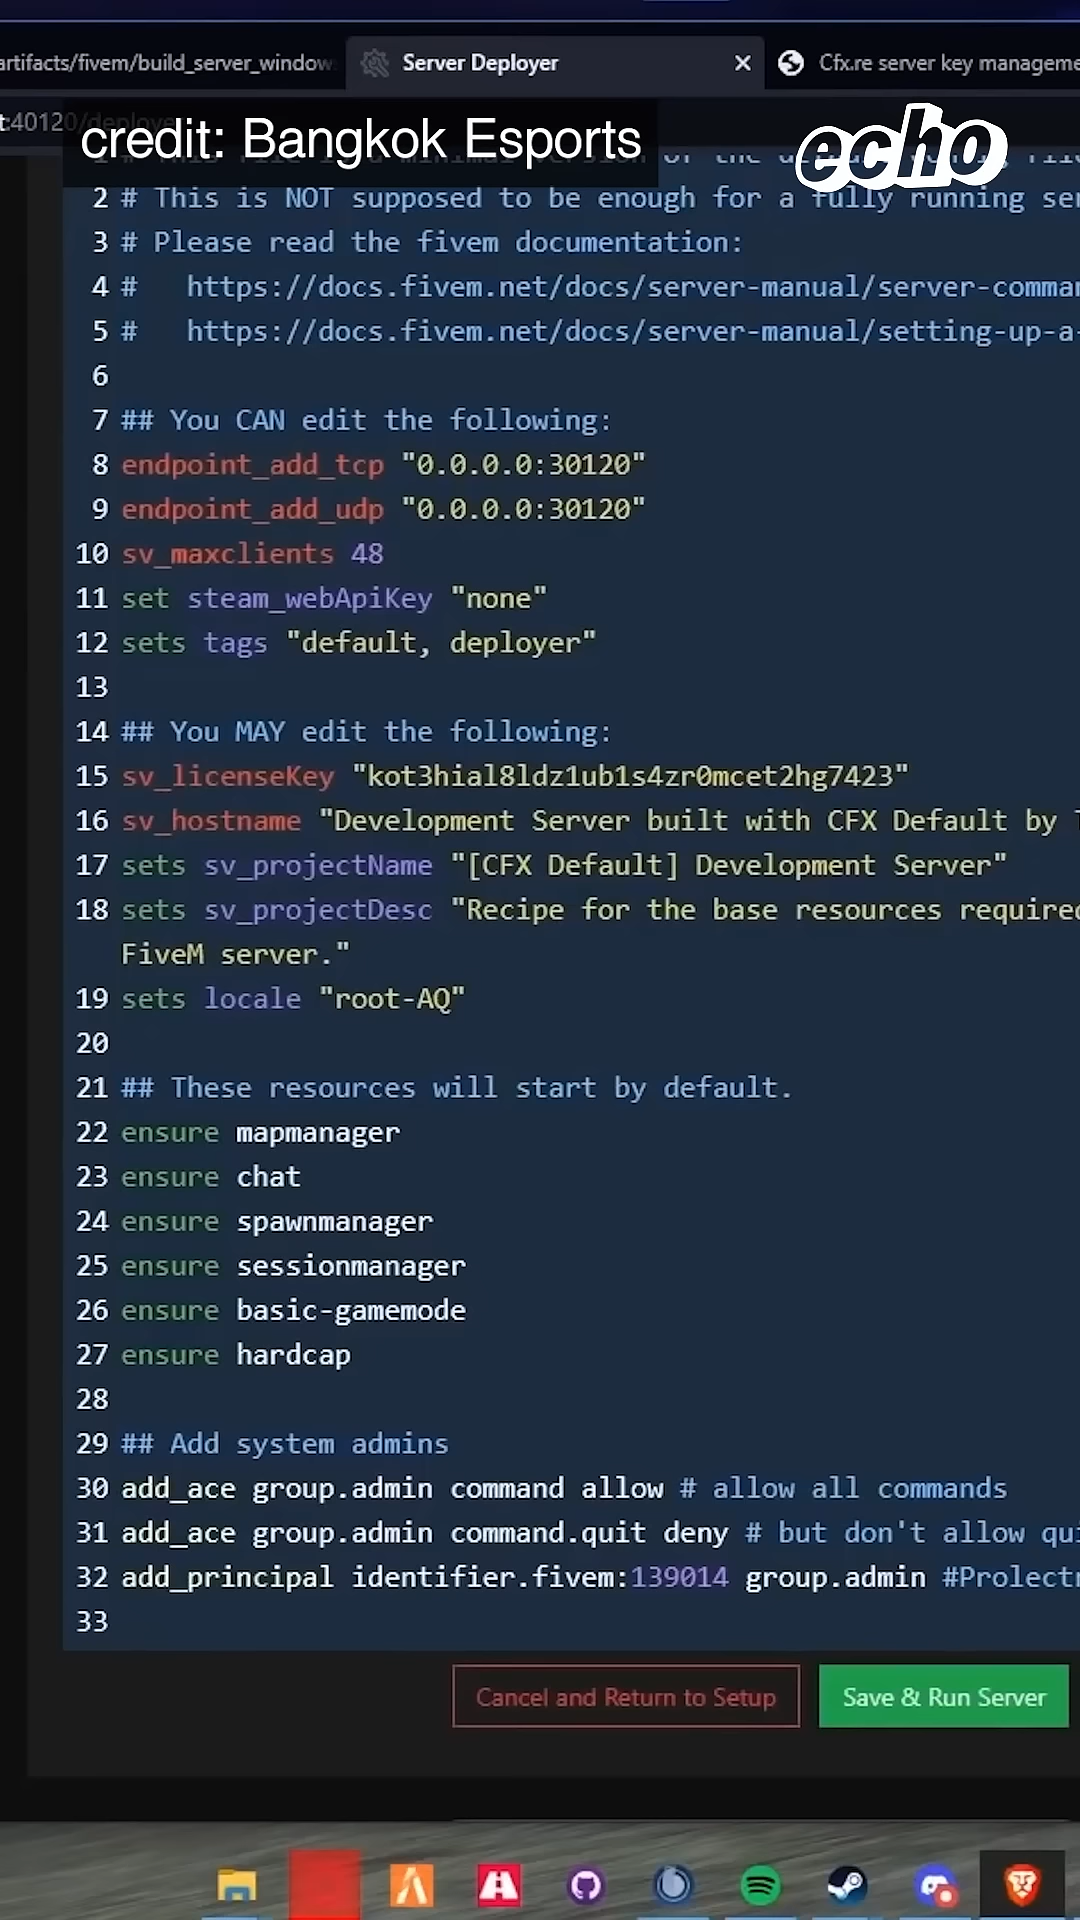 artifacts/fivem/build_server_window
Server Deployer
Cfx.re server key manageme
t:40120/deploye
credit: Bangkok Esports
echo
2 # This is NOT supposed to be enough for a fully running ser
3 # Please read the fivem documentation:
4 #   https://docs.fivem.net/docs/server-manual/server-comman
5 #   https://docs.fivem.net/docs/server-manual/setting-up-a-
6
7 ## You CAN edit the following:
8 endpoint_add_tcp "0.0.0.0:30120"
9 endpoint_add_udp "0.0.0.0:30120"
10 sv_maxclients 48
11 set steam_webApiKey "none"
12 sets tags "default, deployer"
13
14 ## You MAY edit the following:
15 sv_licenseKey "kot3hial8ldz1ub1s4zr0mcet2hg7423"
16 sv_hostname "Development Server built with CFX Default by T
17 sets sv_projectName "[CFX Default] Development Server"
18 sets sv_projectDesc "Recipe for the base resources required
FiveM server."
19 sets locale "root-AQ"
20
21 ## These resources will start by default.
22 ensure mapmanager
23 ensure chat
24 ensure spawnmanager
25 ensure sessionmanager
26 ensure basic-gamemode
27 ensure hardcap
28
29 ## Add system admins
30 add_ace group.admin command allow # allow all commands
31 add_ace group.admin command.quit deny # but don't allow qui
32 add_principal identifier.fivem:139014 group.admin #Prolectr
33
Cancel and Return to Setup
Save & Run Server